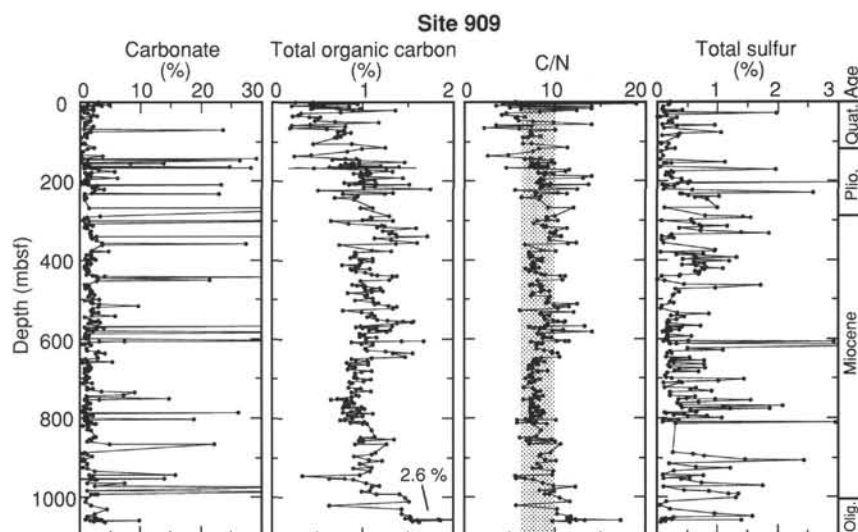 Site 909
Carbonate (%)
Total organic carbon (%)
C/N
Total sulfur (%)
Age
0 10 20 30
0 1 2
0 10 20
0 1 2 3
Depth (mbsf)
0
200
400
600
800
1000
2.6 %
Quat.
Plio.
Miocene
Olig.